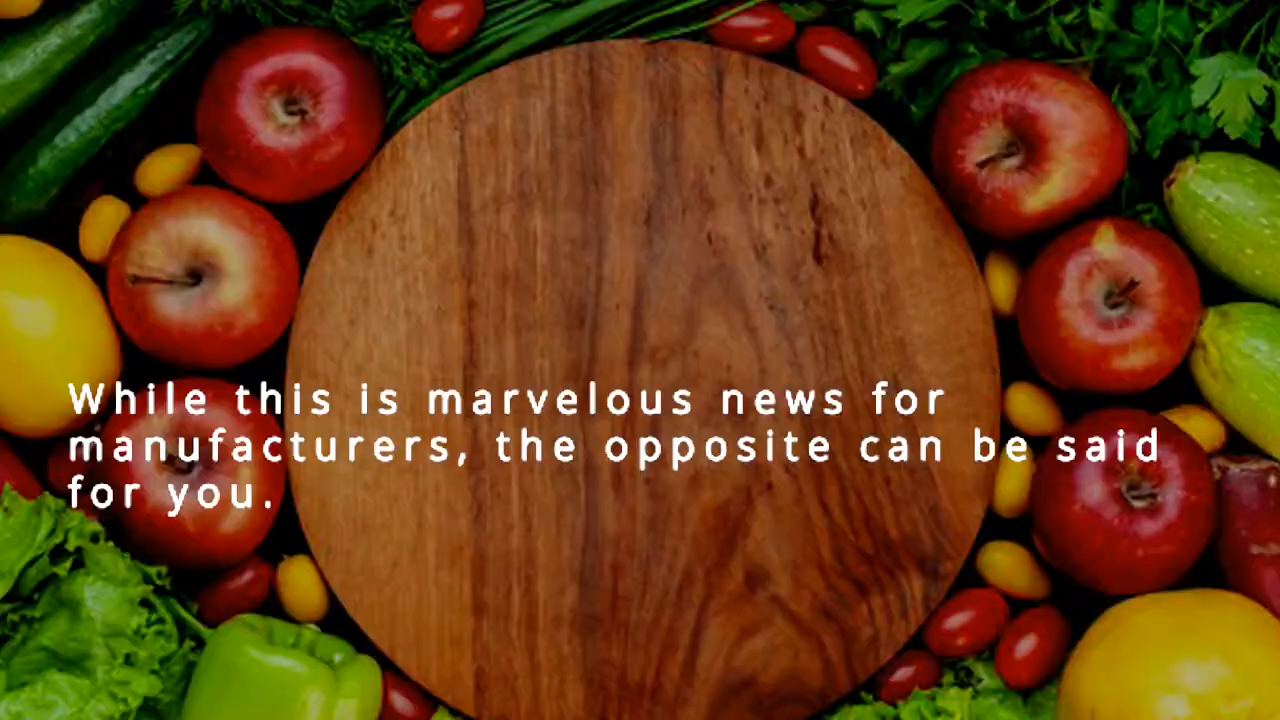 While this is marvelous news for
manufacturers, the opposite can be said
for you.